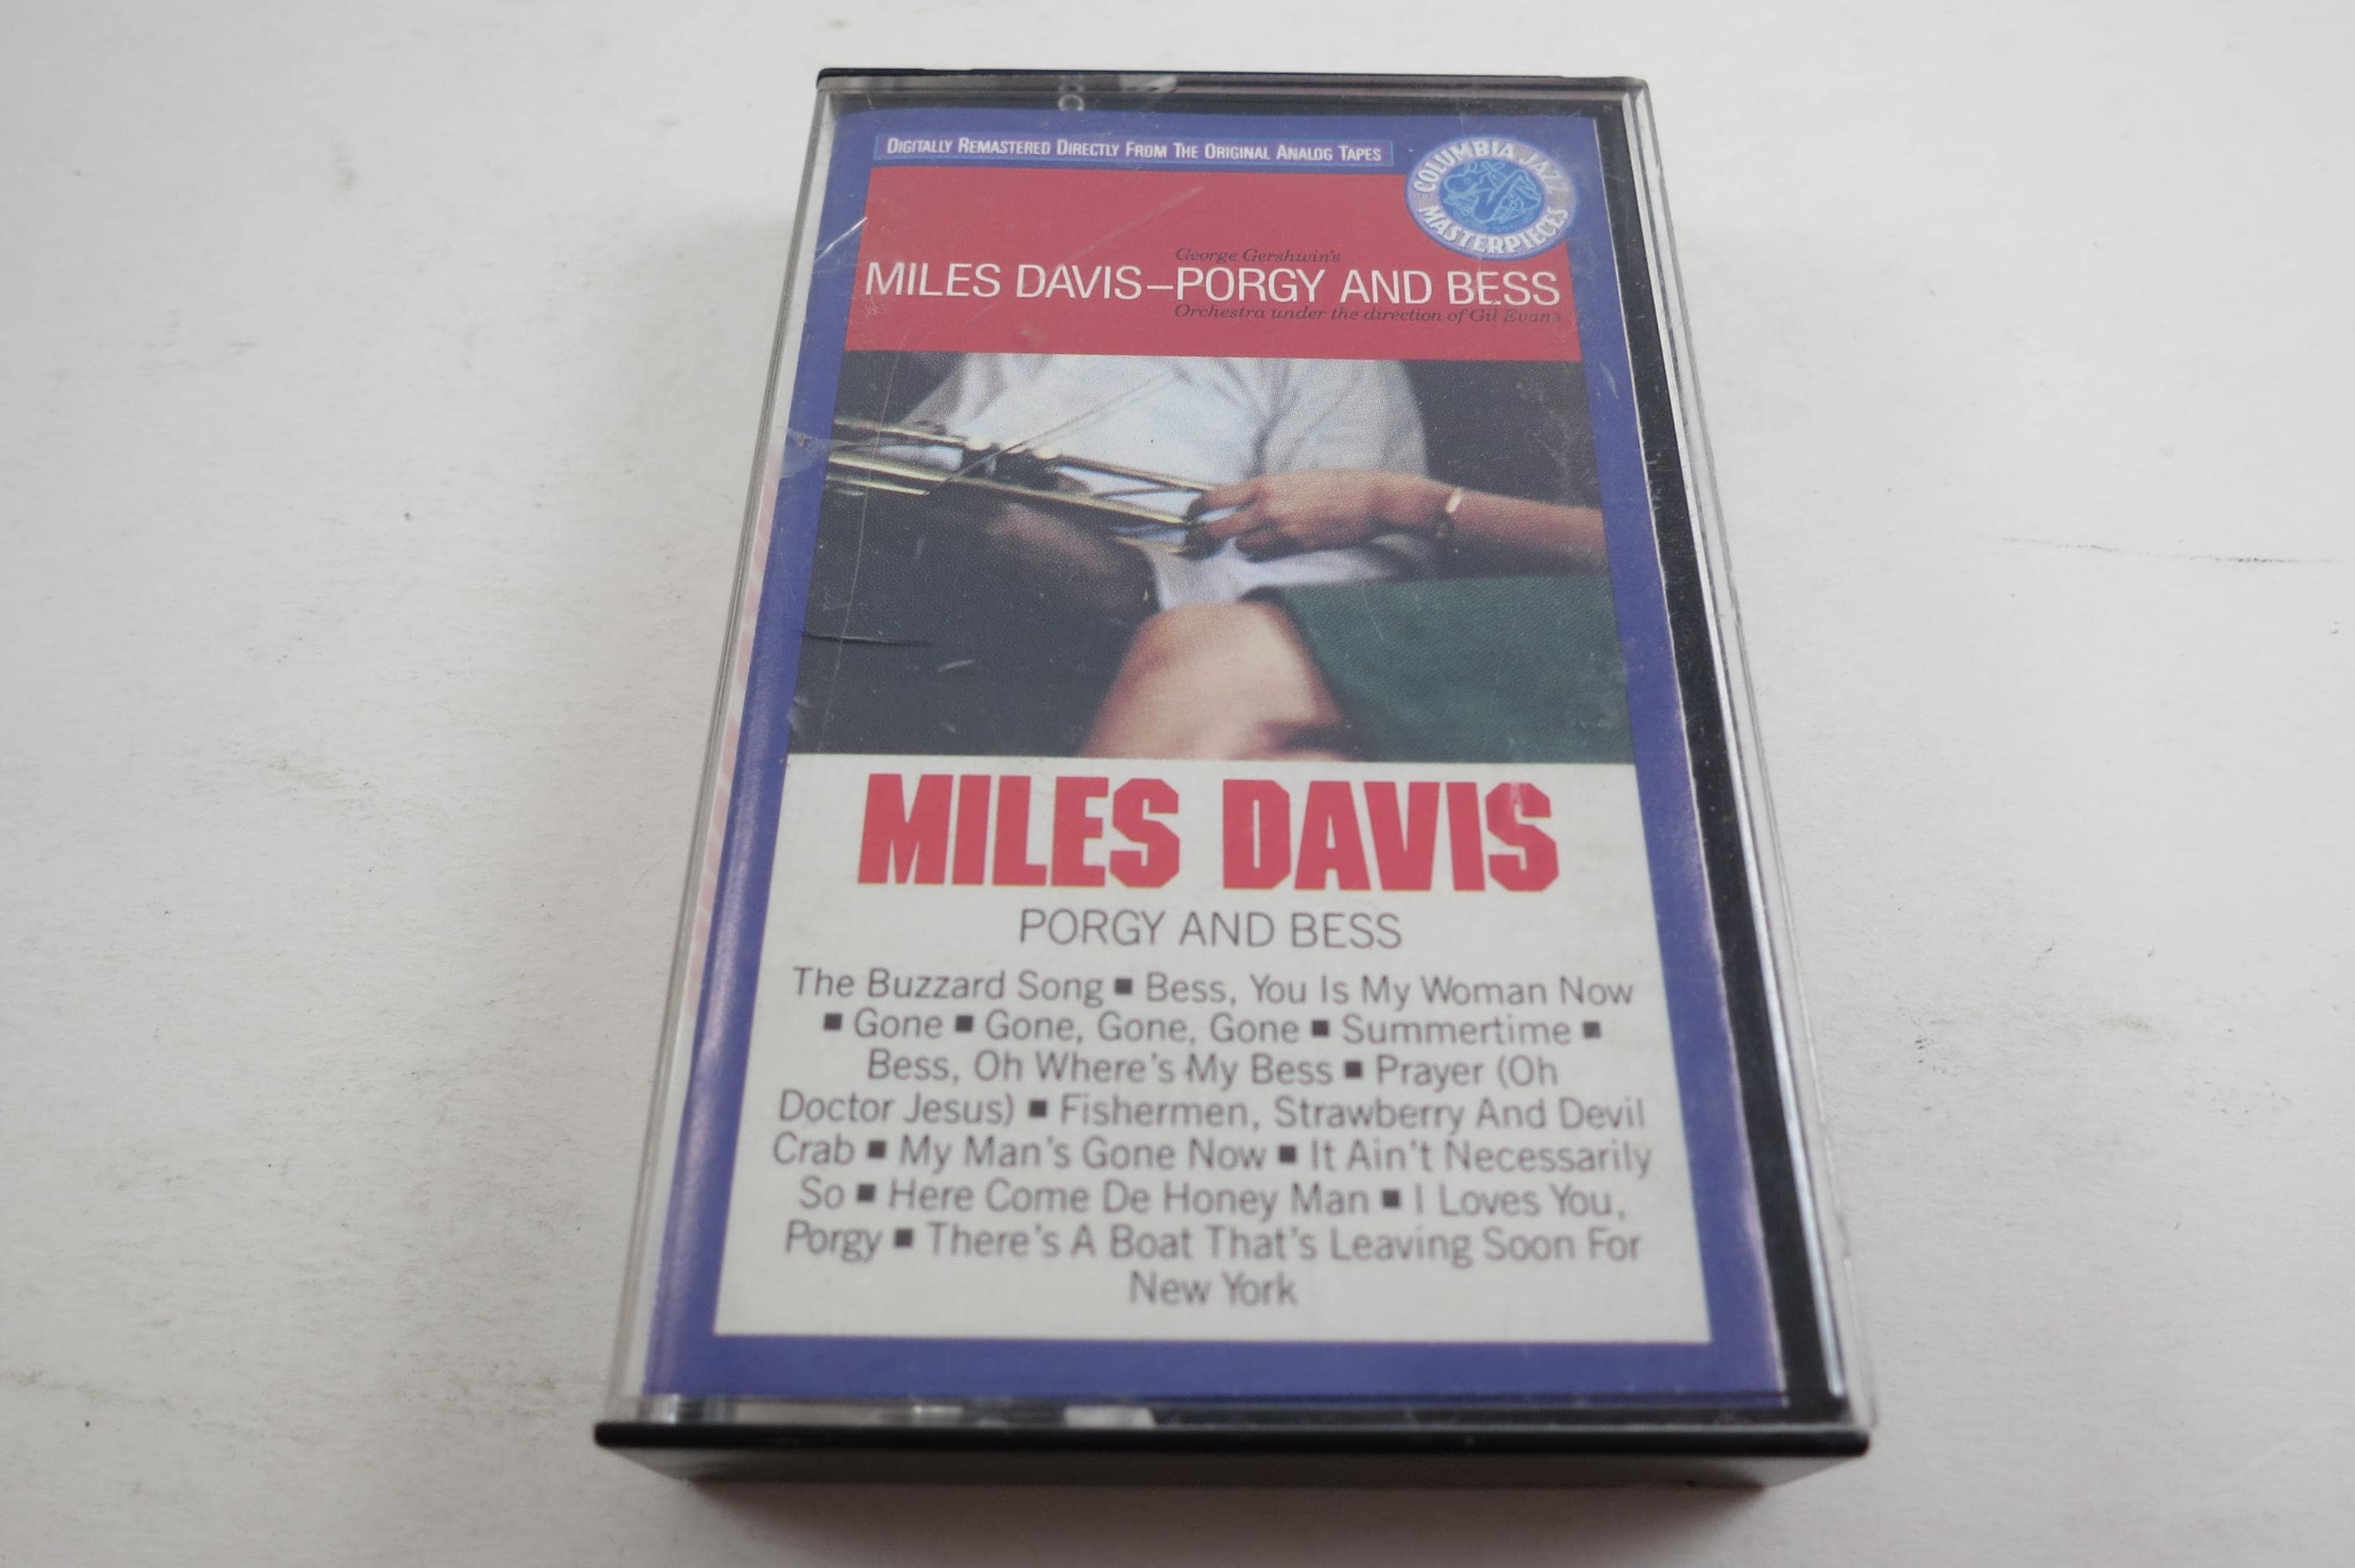 DIGITALLY REMASTERED DIRECTLY FROM THE ORIGINAL ANALOG TAPES
COLUMBIA JAZZ
MASTERPIECES
George Gershwin's
MILES DAVIS–PORGY AND BESS
Orchestra under the direction of Gil Evans
MILES DAVIS
PORGY AND BESS
The Buzzard Song ■ Bess, You Is My Woman Now
■ Gone ■ Gone, Gone, Gone ■ Summertime ■
Bess, Oh Where's My Bess ■ Prayer (Oh
Doctor Jesus) ■ Fishermen, Strawberry And Devil
Crab ■ My Man's Gone Now ■ It Ain't Necessarily
So ■ Here Come De Honey Man ■ I Loves You,
Porgy ■ There's A Boat That's Leaving Soon For
New York